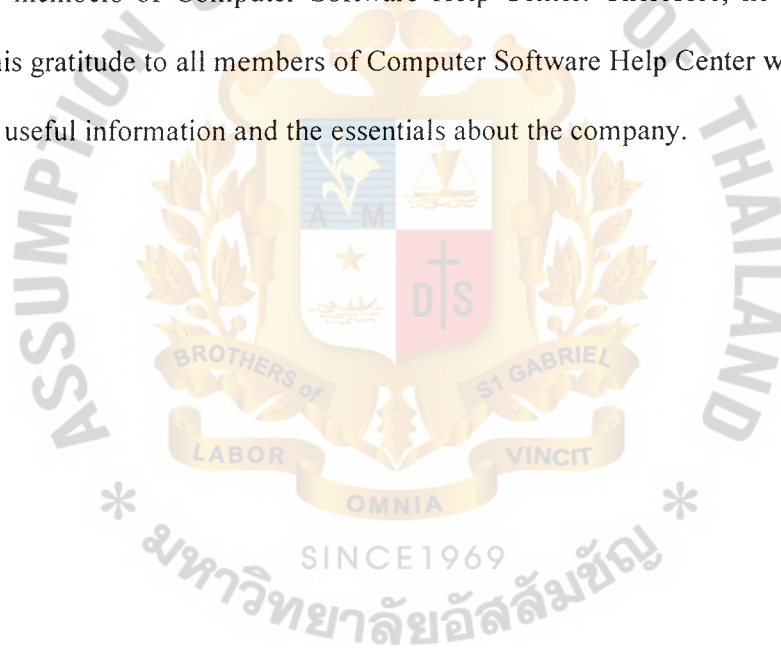 members of Computer Software Help Center. Therefore, he
his gratitude to all members of Computer Software Help Center w
useful information and the essentials about the company.
ASSUMPTION
OF
THAILAND
A M
D S
BROTHERS of
ST GABRIEL
LABOR
VINCIT
OMNIA
* *
SINCE1969
มหาวิทยาลัยอัสสัมชัญ